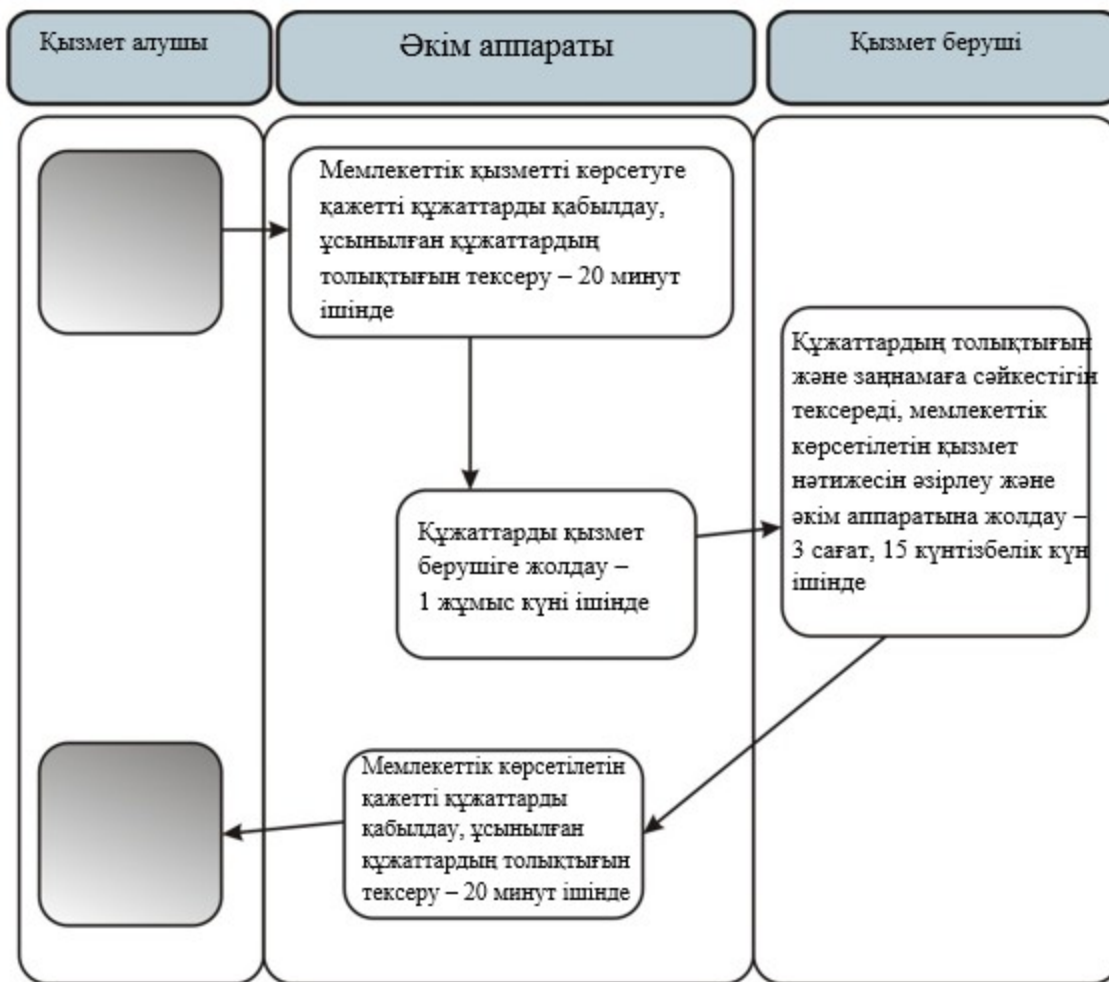 Қызмет алушы
Әкім аппараты
Қызмет беруші
Мемлекеттік қызметті көрсетуге
қажетті құжаттарды қабылдау,
ұсынылған құжаттардың
толықтығын тексеру – 20 минут
ішінде
Құжаттардың толықтығын
және заңнамаға сәйкестігін
тексереді, мемлекеттік
көрсетілетін қызмет
нәтижесін әзірлеу және
әкім аппаратына жолдау –
3 сағат, 15 күнтізбелік күн
ішінде
Құжаттарды қызмет
берушіге жолдау –
1 жұмыс күні ішінде
Мемлекеттік көрсетілетін
қажетті құжаттарды
қабылдау, ұсынылған
құжаттардың толықтығын
тексеру – 20 минут ішінде